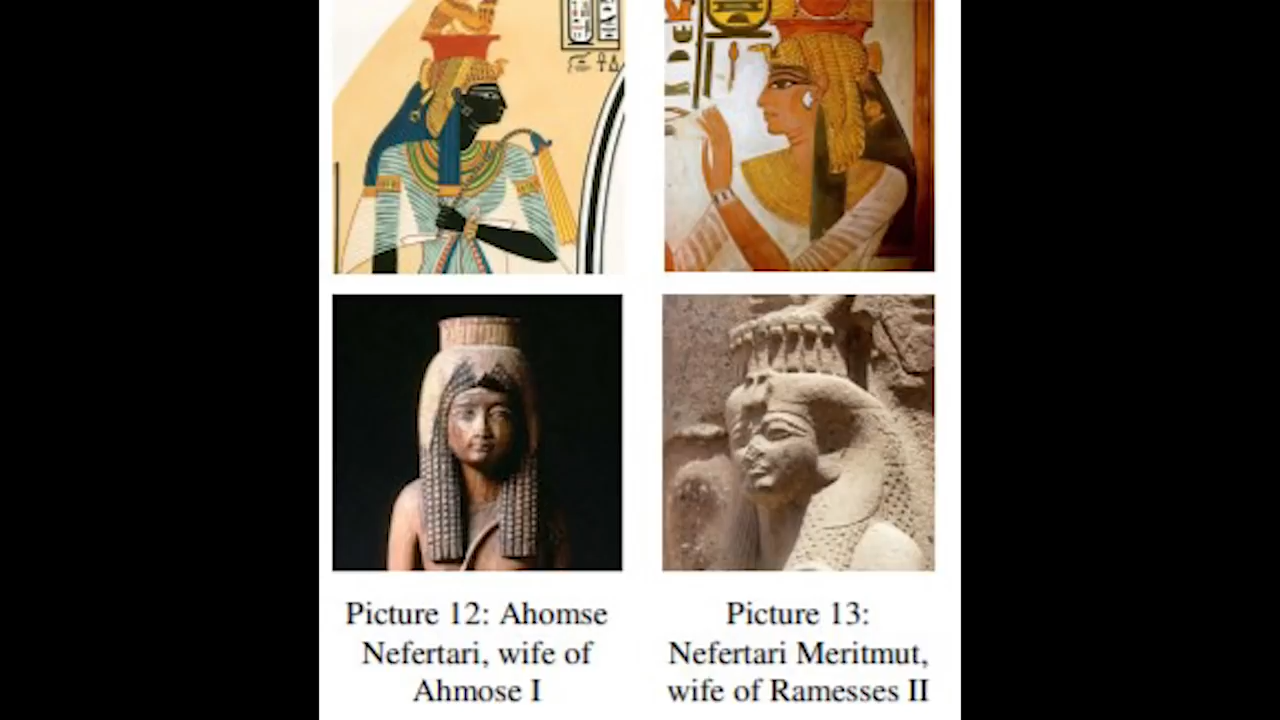 Picture 12: Ahomse
Nefertari, wife of
Ahmose I
Picture 13:
Nefertari Meritmut,
wife of Ramesses II